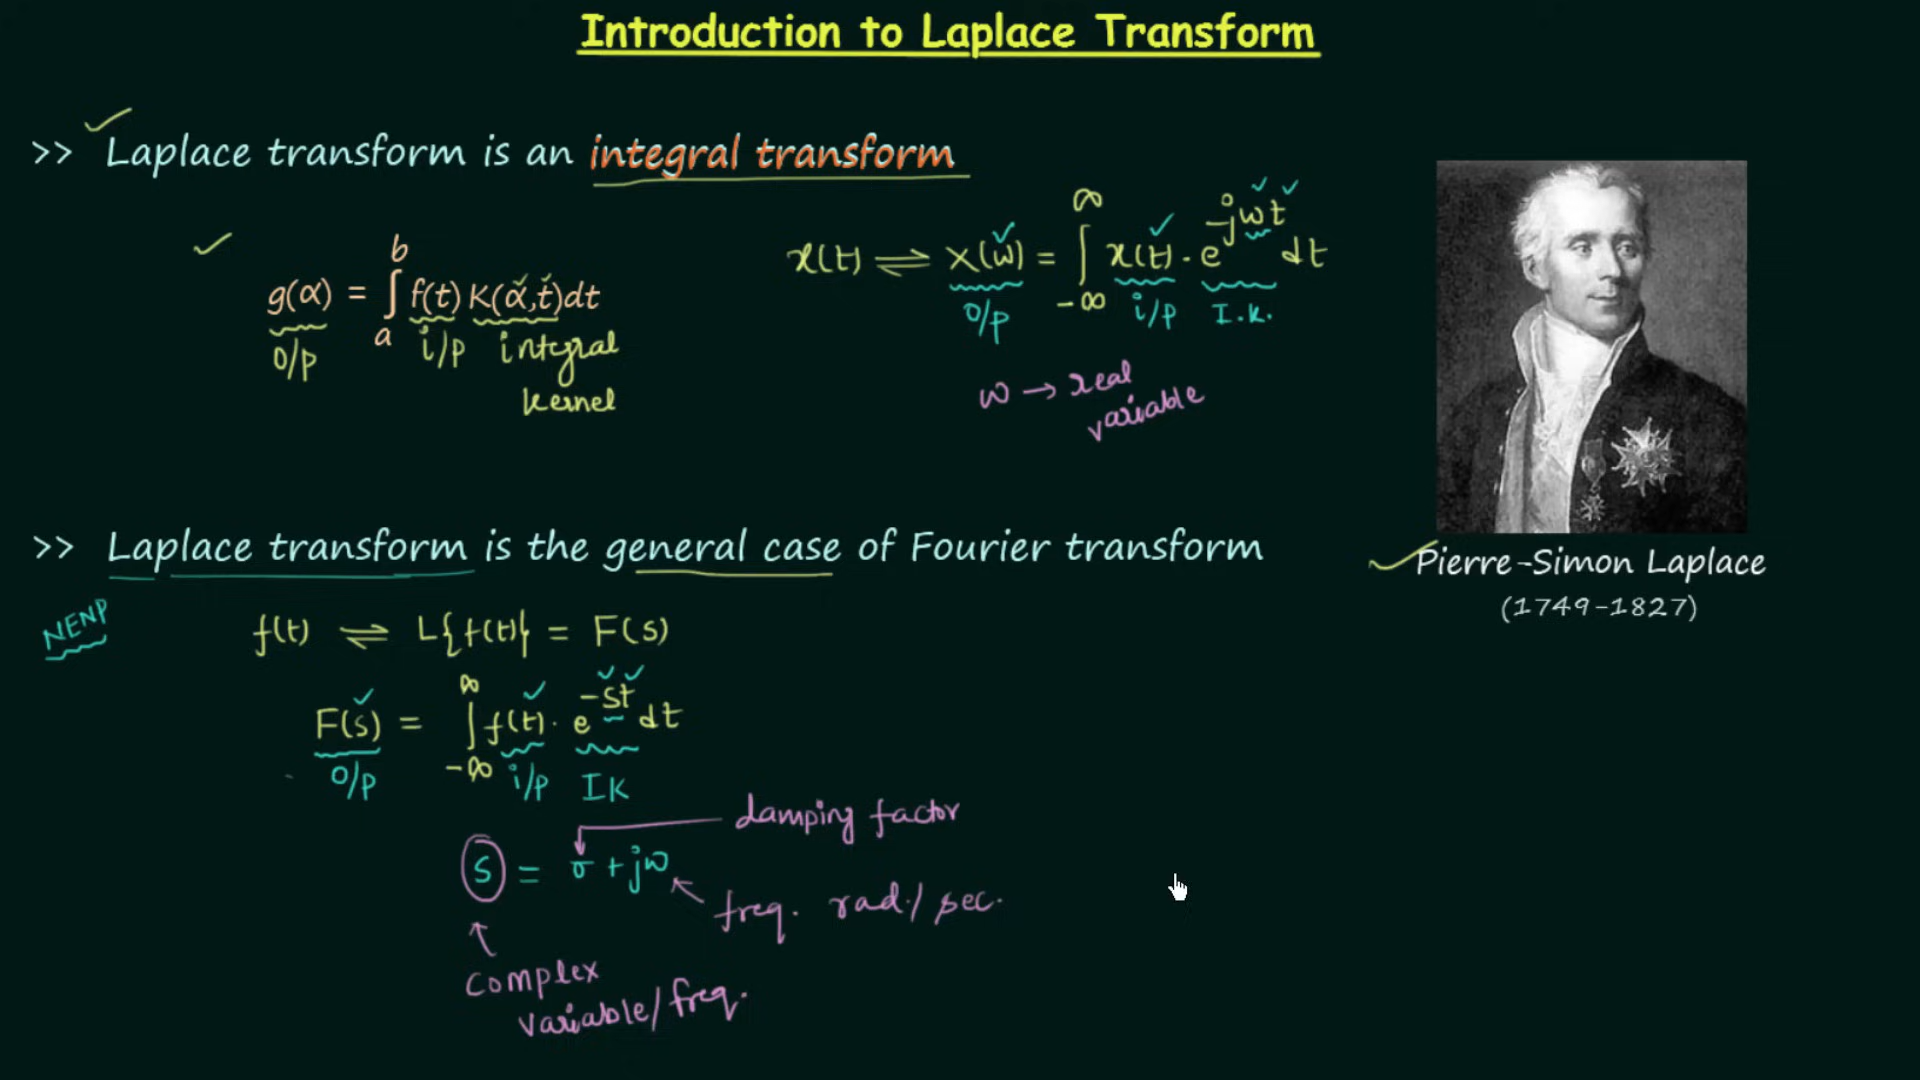 Introduction to Laplace Transform
>> Laplace transform is an integral transform
g(α) = ∫ₐᵇ f(t) K(α,t)dt
O/p i/p integral
kernel
x(t) ⇌ X(ω) = ∫_{-∞}^{∞} x(t) · e^{-jωt} dt
O/p i/p I.K.
ω → real
variable
>> Laplace transform is the general case of Fourier transform
Pierre-Simon Laplace
(1749-1827)
NENP
f(t) ⇌ L{f(t)} = F(s)
F(s) = ∫_{-∞}^{∞} f(t) · e^{-st} dt
O/p i/p IK
damping factor
S = σ + jω
freq. rad./sec.
complex
variable/freq.